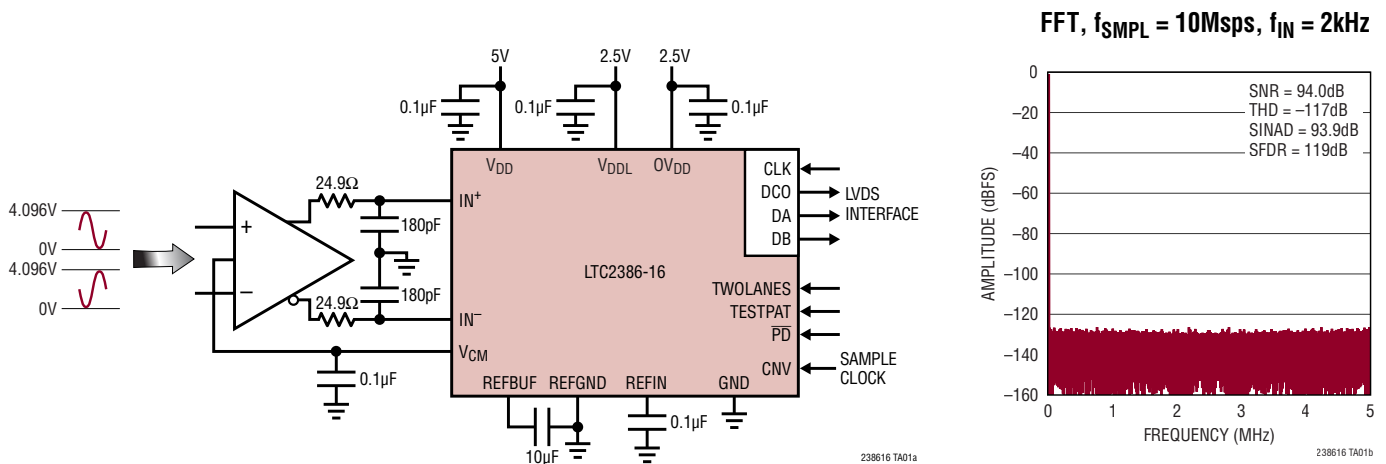 5V
2.5V
2.5V
0.1µF
0.1µF
0.1µF
VDD
VDDL
OVDD
24.9Ω
IN+
180pF
180pF
24.9Ω
IN−
VCM
0.1µF
4.096V
0V
4.096V
0V
+
−
LTC2386-16
CLK
DCO
DA
DB
LVDS
INTERFACE
TWOLANES
TESTPAT
PD
CNV
SAMPLE
CLOCK
REFBUF
REFGND
REFIN
GND
10µF
0.1µF
238616 TA01a
FFT, fSMPL = 10Msps, fIN = 2kHz
SNR = 94.0dB
THD = –117dB
SINAD = 93.9dB
SFDR = 119dB
AMPLITUDE (dBFS)
0
–20
–40
–60
–80
–100
–120
–140
–160
0 1 2 3 4 5
FREQUENCY (MHz)
238616 TA01b